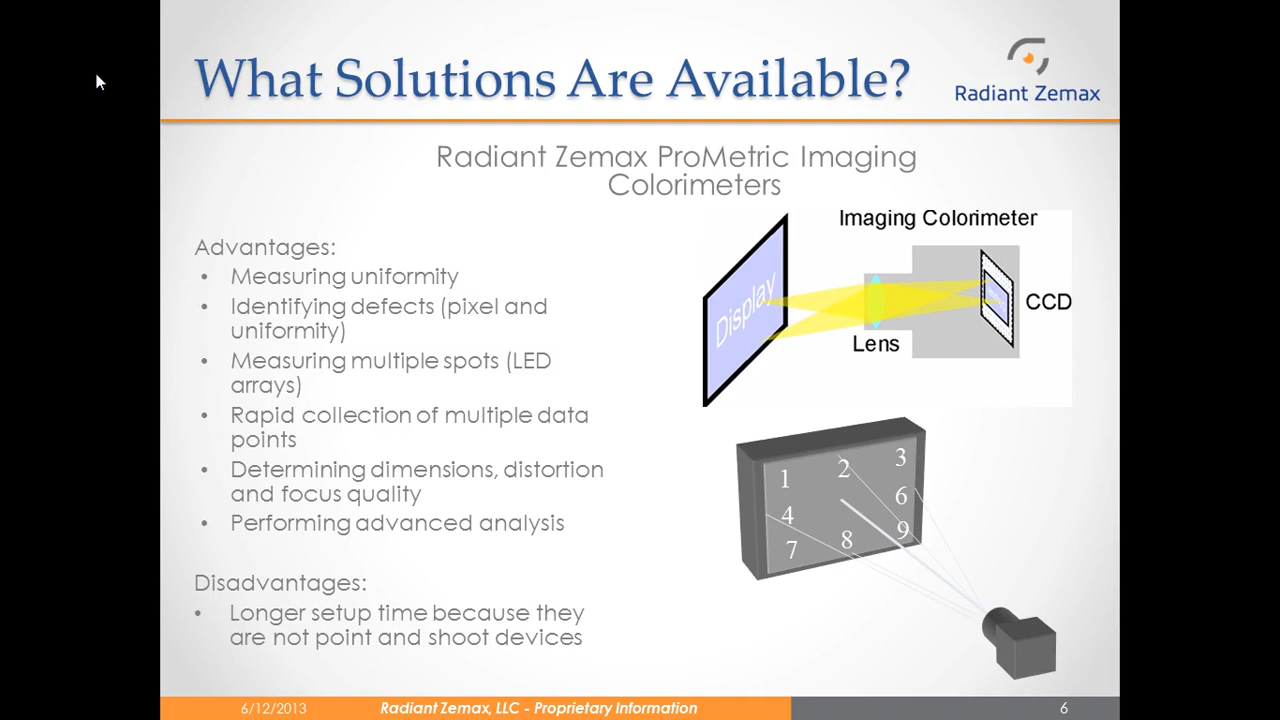 What Solutions Are Available?
Radiant Zemax
Radiant Zemax ProMetric Imaging
Colorimeters
Advantages:
• Measuring uniformity
• Identifying defects (pixel and
uniformity)
• Measuring multiple spots (LED
arrays)
• Rapid collection of multiple data
points
• Determining dimensions, distortion
and focus quality
• Performing advanced analysis
Disadvantages:
• Longer setup time because they
are not point and shoot devices
Imaging Colorimeter
Display
CCD
Lens
1 2 3
4 6
7 8 9
6/12/2013
Radiant Zemax, LLC - Proprietary Information
6